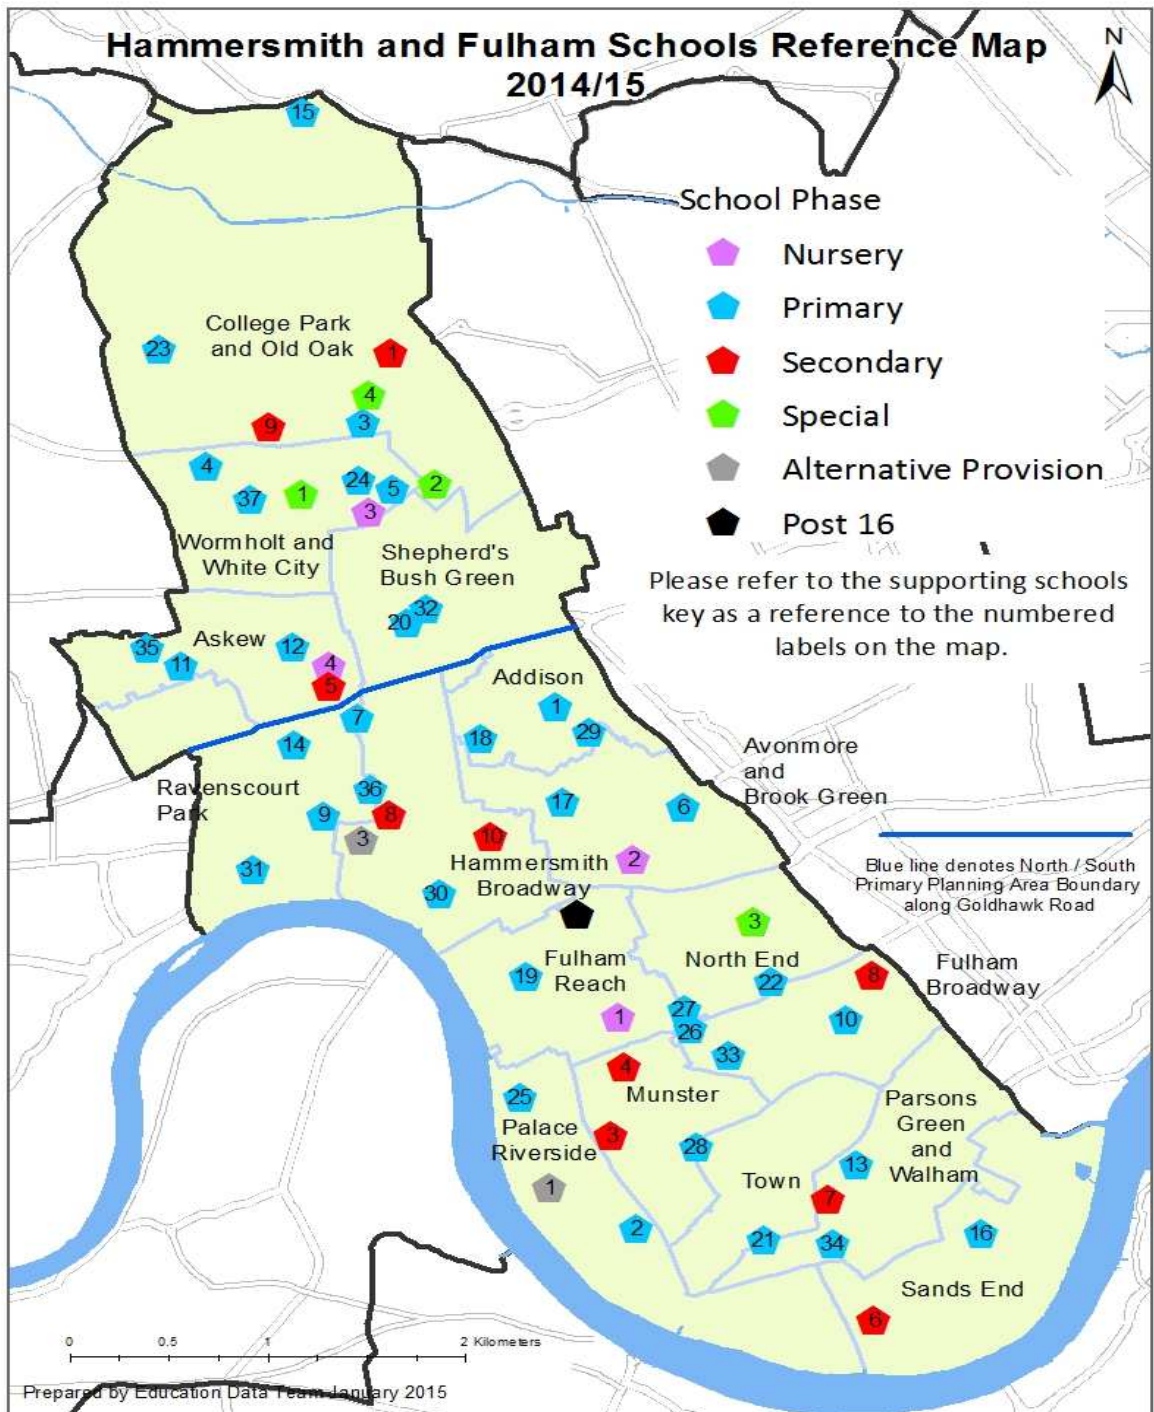 Hammersmith and Fulham Schools Reference Map
2014/15
N
15
School Phase
Nursery
Primary
Secondary
Special
Alternative Provision
Post 16
Please refer to the supporting schools
key as a reference to the numbered
labels on the map.
College Park
and Old Oak
23
1
4
3
9
4
37
1
24
5
2
3
Wormholt and
White City
Shepherd's
Bush Green
32
20
Askew
35
11
12
4
5
Addison
1
7
14
18
29
Avonmore
and
Brook Green
Ravenscourt
Park
36
9
8
3
17
6
10
31
Hammersmith
Broadway
2
30
Blue line denotes North / South
Primary Planning Area Boundary
along Goldhawk Road
3
Fulham
Reach
19
North End
22
8
Fulham
Broadway
1
27
26
10
33
4
Munster
25
Palace
Riverside
3
28
Parsons
Green
and
Walham
13
Town
1
7
2
21
34
16
Sands End
6
0
0.5
1
2 Kilometers
Prepared by Education Data Team January 2015